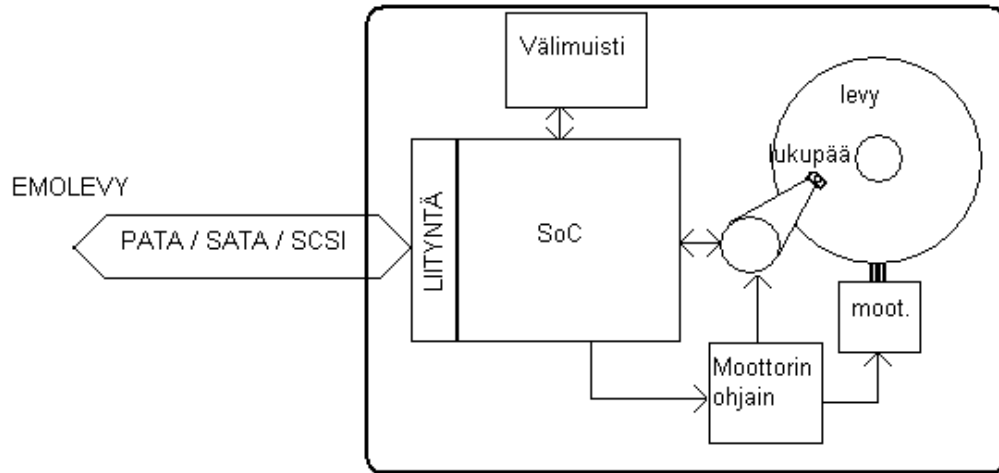 Välimuisti
levy
lukupää
EMOLEVY
PATA / SATA / SCSI
LIITYNTÄ
SoC
moot.
Moottorin
ohjain